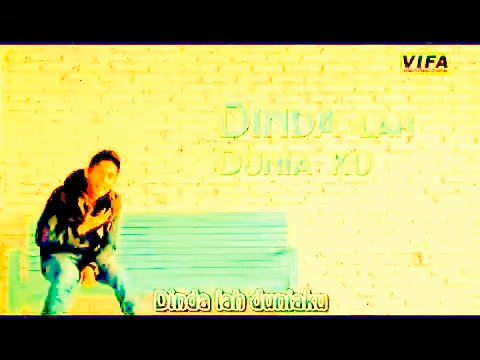 VIFA
DINDA LAH
DUNIA KU
Dinda lah duniaku